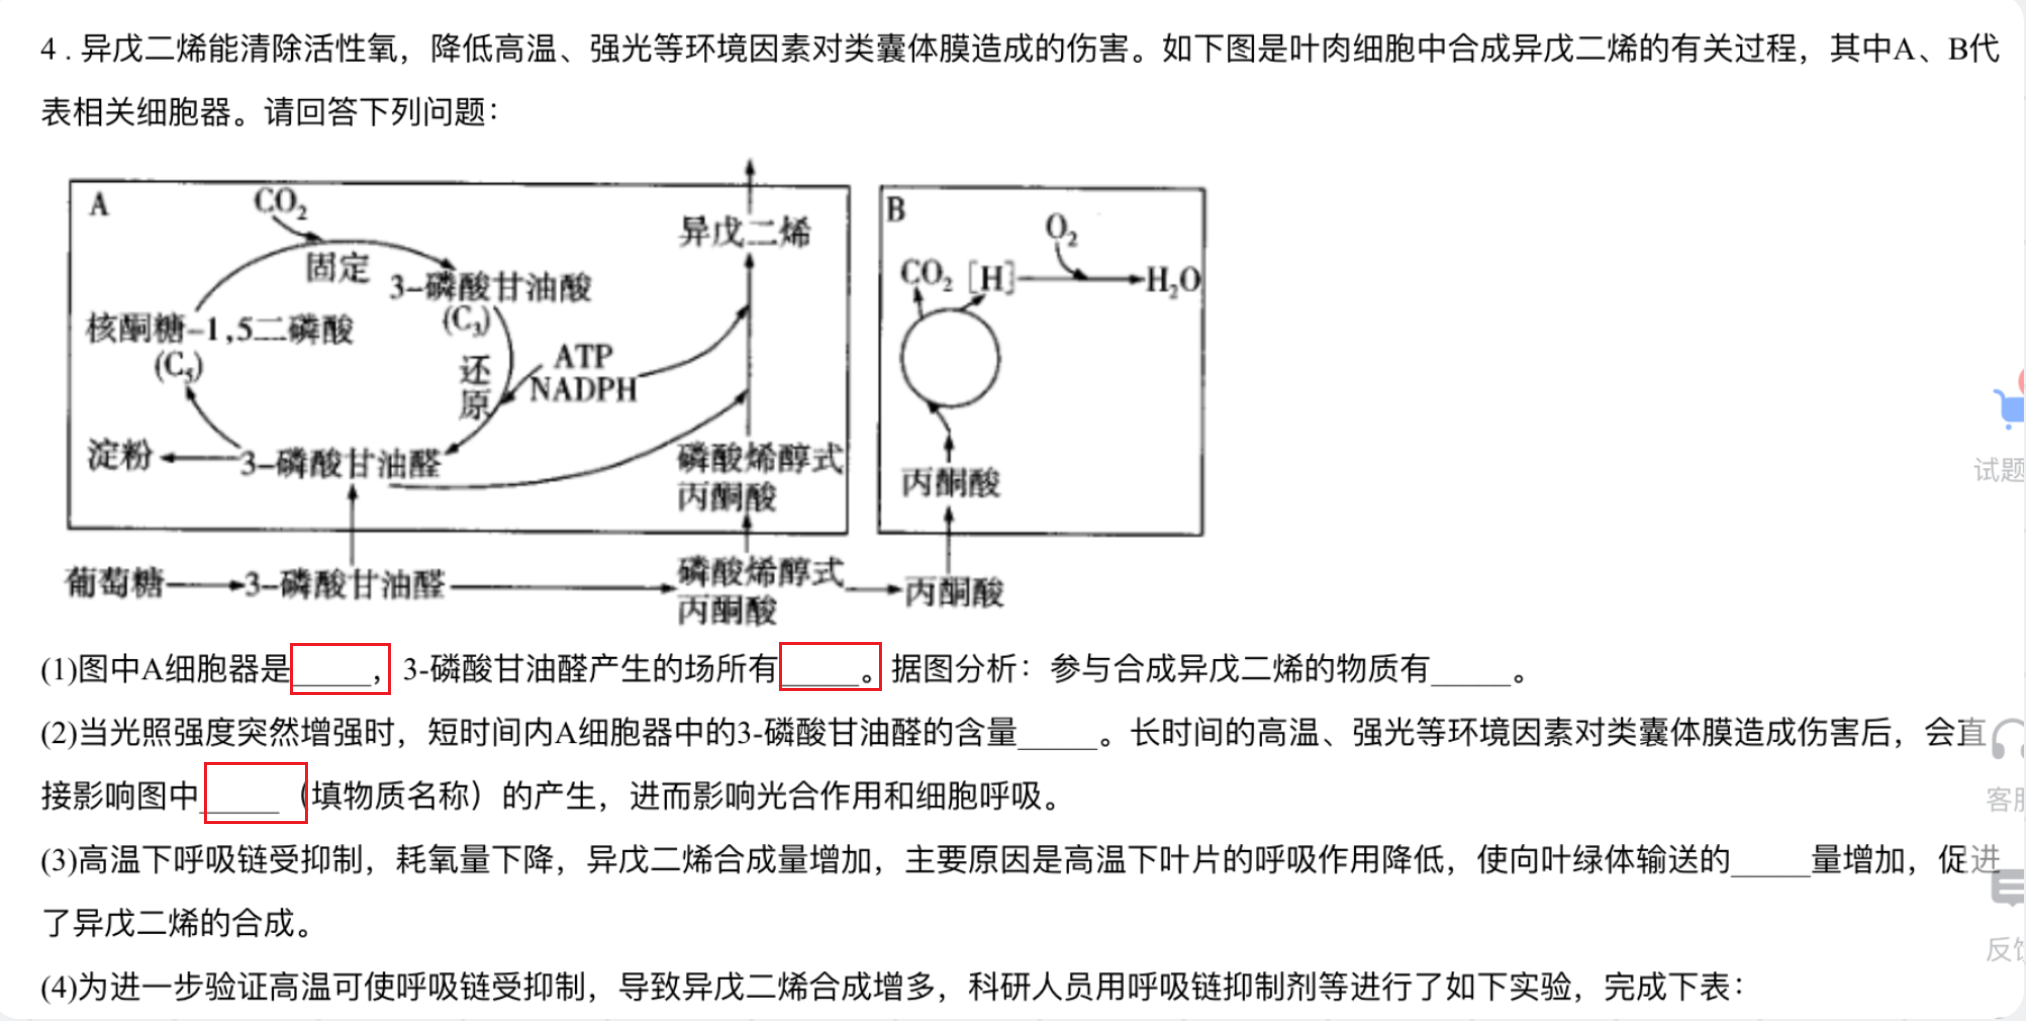 4 . 异戊二烯能清除活性氧，降低高温、强光等环境因素对类囊体膜造成的伤害。如下图是叶肉细胞中合成异戊二烯的有关过程，其中A、B代
表相关细胞器。请回答下列问题：
A
CO₂
固定
3-磷酸甘油酸
(C₃)
核酮糖-1,5二磷酸
(C₅)
还原
ATP
NADPH
淀粉
3-磷酸甘油醛
异戊二烯
磷酸烯醇式
丙酮酸
B
O₂
CO₂ [H]
H₂O
丙酮酸
葡萄糖
3-磷酸甘油醛
磷酸烯醇式
丙酮酸
丙酮酸
(1)图中A细胞器是_____，3-磷酸甘油醛产生的场所有_____。据图分析：参与合成异戊二烯的物质有_____。
(2)当光照强度突然增强时，短时间内A细胞器中的3-磷酸甘油醛的含量_____。长时间的高温、强光等环境因素对类囊体膜造成伤害后，会直
接影响图中_____（填物质名称）的产生，进而影响光合作用和细胞呼吸。
(3)高温下呼吸链受抑制，耗氧量下降，异戊二烯合成量增加，主要原因是高温下叶片的呼吸作用降低，使向叶绿体输送的_____量增加，促进
了异戊二烯的合成。
(4)为进一步验证高温可使呼吸链受抑制，导致异戊二烯合成增多，科研人员用呼吸链抑制剂等进行了如下实验，完成下表：
试题